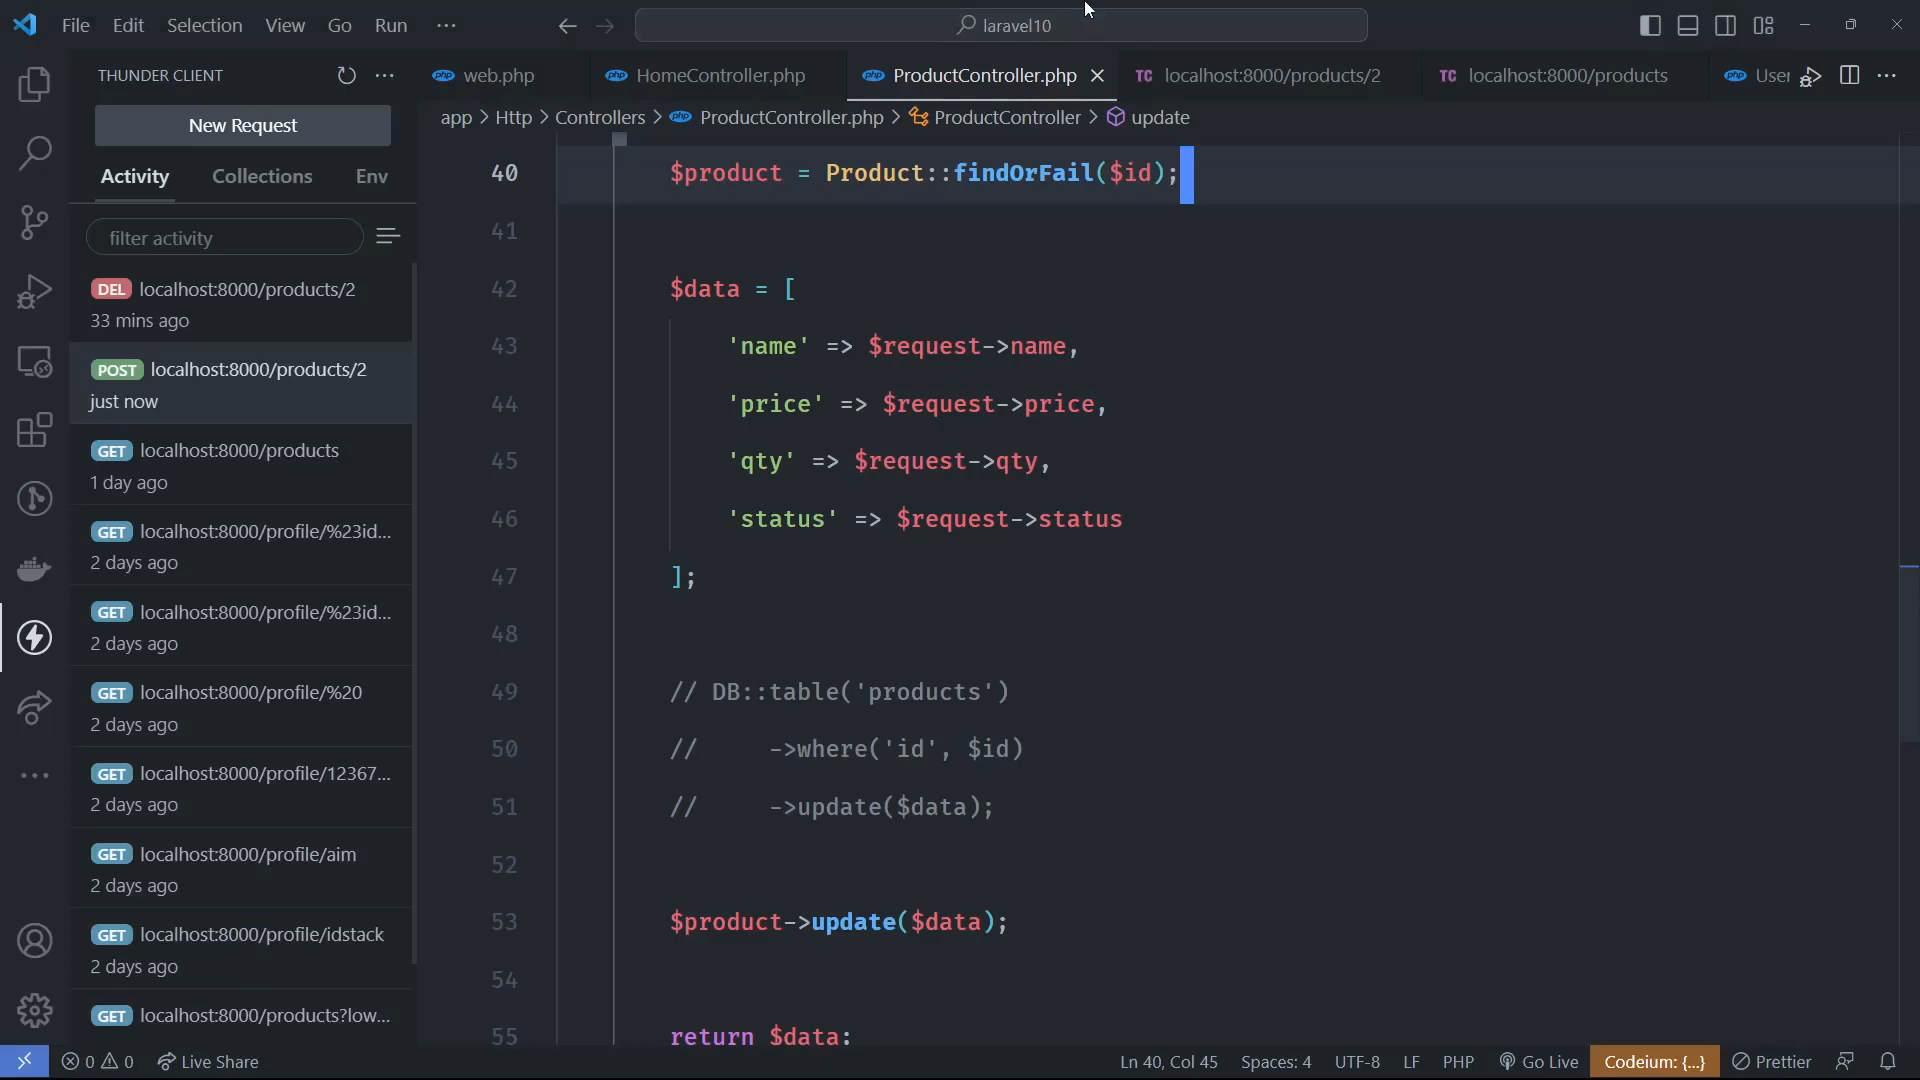 File Edit Selection View Go Run ···
laravel10
THUNDER CLIENT
New Request
Activity Collections Env
filter activity
DEL localhost:8000/products/2
33 mins ago
POST localhost:8000/products/2
just now
GET localhost:8000/products
1 day ago
GET localhost:8000/profile/%23id...
2 days ago
GET localhost:8000/profile/%23id...
2 days ago
GET localhost:8000/profile/%20
2 days ago
GET localhost:8000/profile/12367...
2 days ago
GET localhost:8000/profile/aim
2 days ago
GET localhost:8000/profile/idstack
2 days ago
GET localhost:8000/products?low...
php web.php php HomeController.php php ProductController.php TC localhost:8000/products/2 TC localhost:8000/products php User
app > Http > Controllers > php ProductController.php > ProductController > update
40 $product = Product::findOrFail($id);
41
42 $data = [
43 'name' => $request->name,
44 'price' => $request->price,
45 'qty' => $request->qty,
46 'status' => $request->status
47 ];
48
49 // DB::table('products')
50 // ->where('id', $id)
51 // ->update($data);
52
53 $product->update($data);
54
55 return $data;
0 0 Live Share Ln 40, Col 45 Spaces: 4 UTF-8 LF PHP Go Live Codeium: {...} Prettier